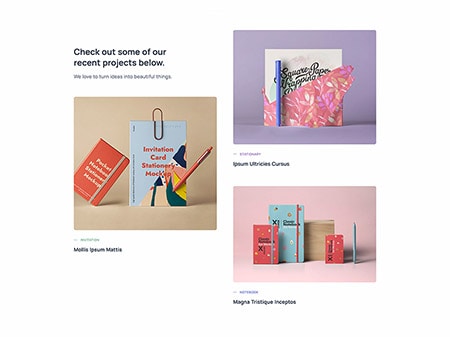 Check out some of our
recent projects below.
We love to turn ideas into beautiful things.
Pocket
Notebook
Stationery
Mockup
Invitation
Card
Stationery
Mockup
— INVITATION
Mollis Ipsum Mattis
Square Paper
Wrapping
— STATIONARY
Ipsum Ultricies Cursus
Classic
Notebook
— NOTEBOOK
Magna Tristique Inceptos